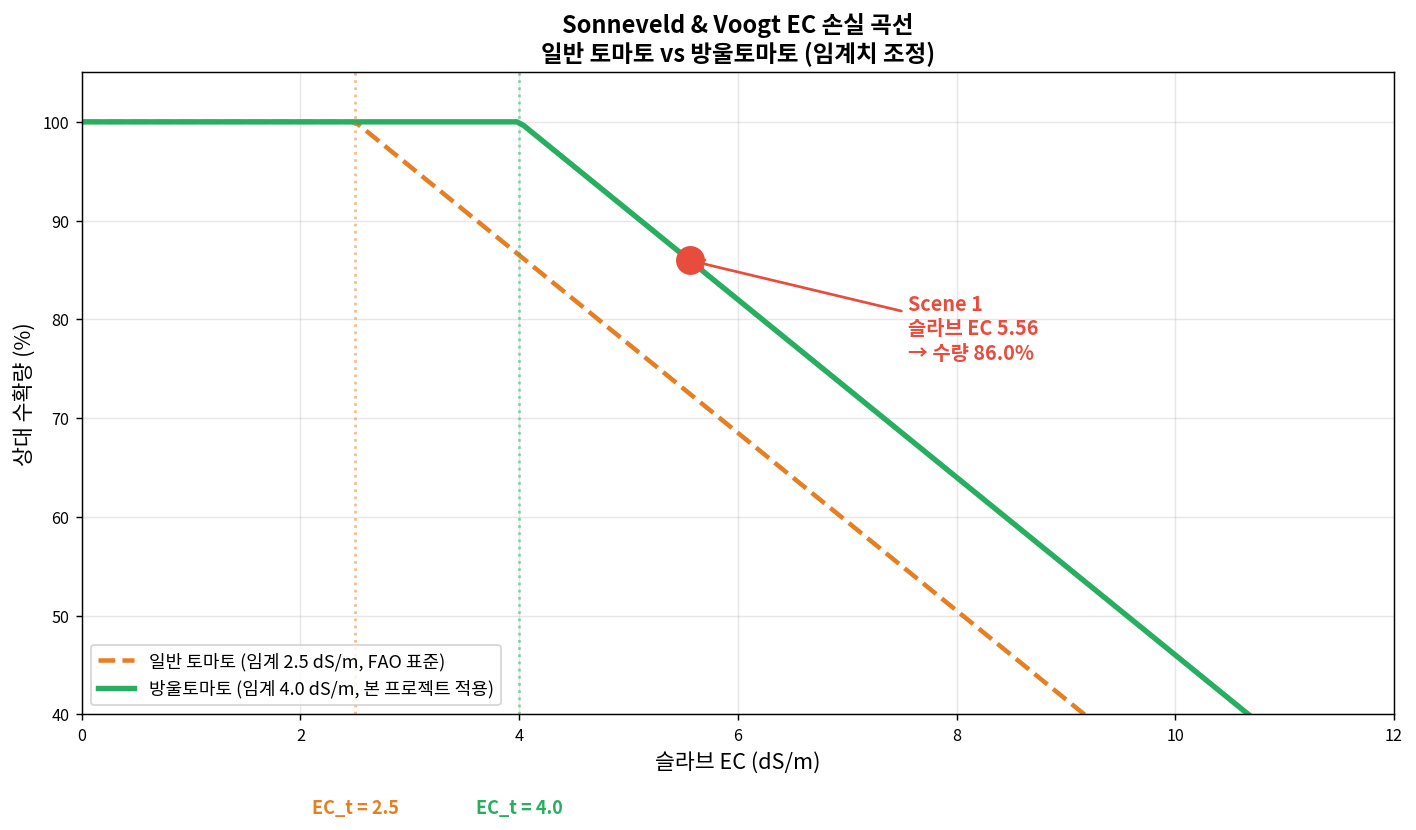 Sonneveld & Voogt EC 손실 곡선
일반 토마토 vs 방울토마토 (임계치 조정)
상대 수확량 (%)
100
90
80
70
60
50
40
Scene 1
슬라브 EC 5.56
→ 수량 86.0%
일반 토마토 (임계 2.5 dS/m, FAO 표준)
방울토마토 (임계 4.0 dS/m, 본 프로젝트 적용)
0 2 4 6 8 10 12
슬라브 EC (dS/m)
EC_t = 2.5 EC_t = 4.0